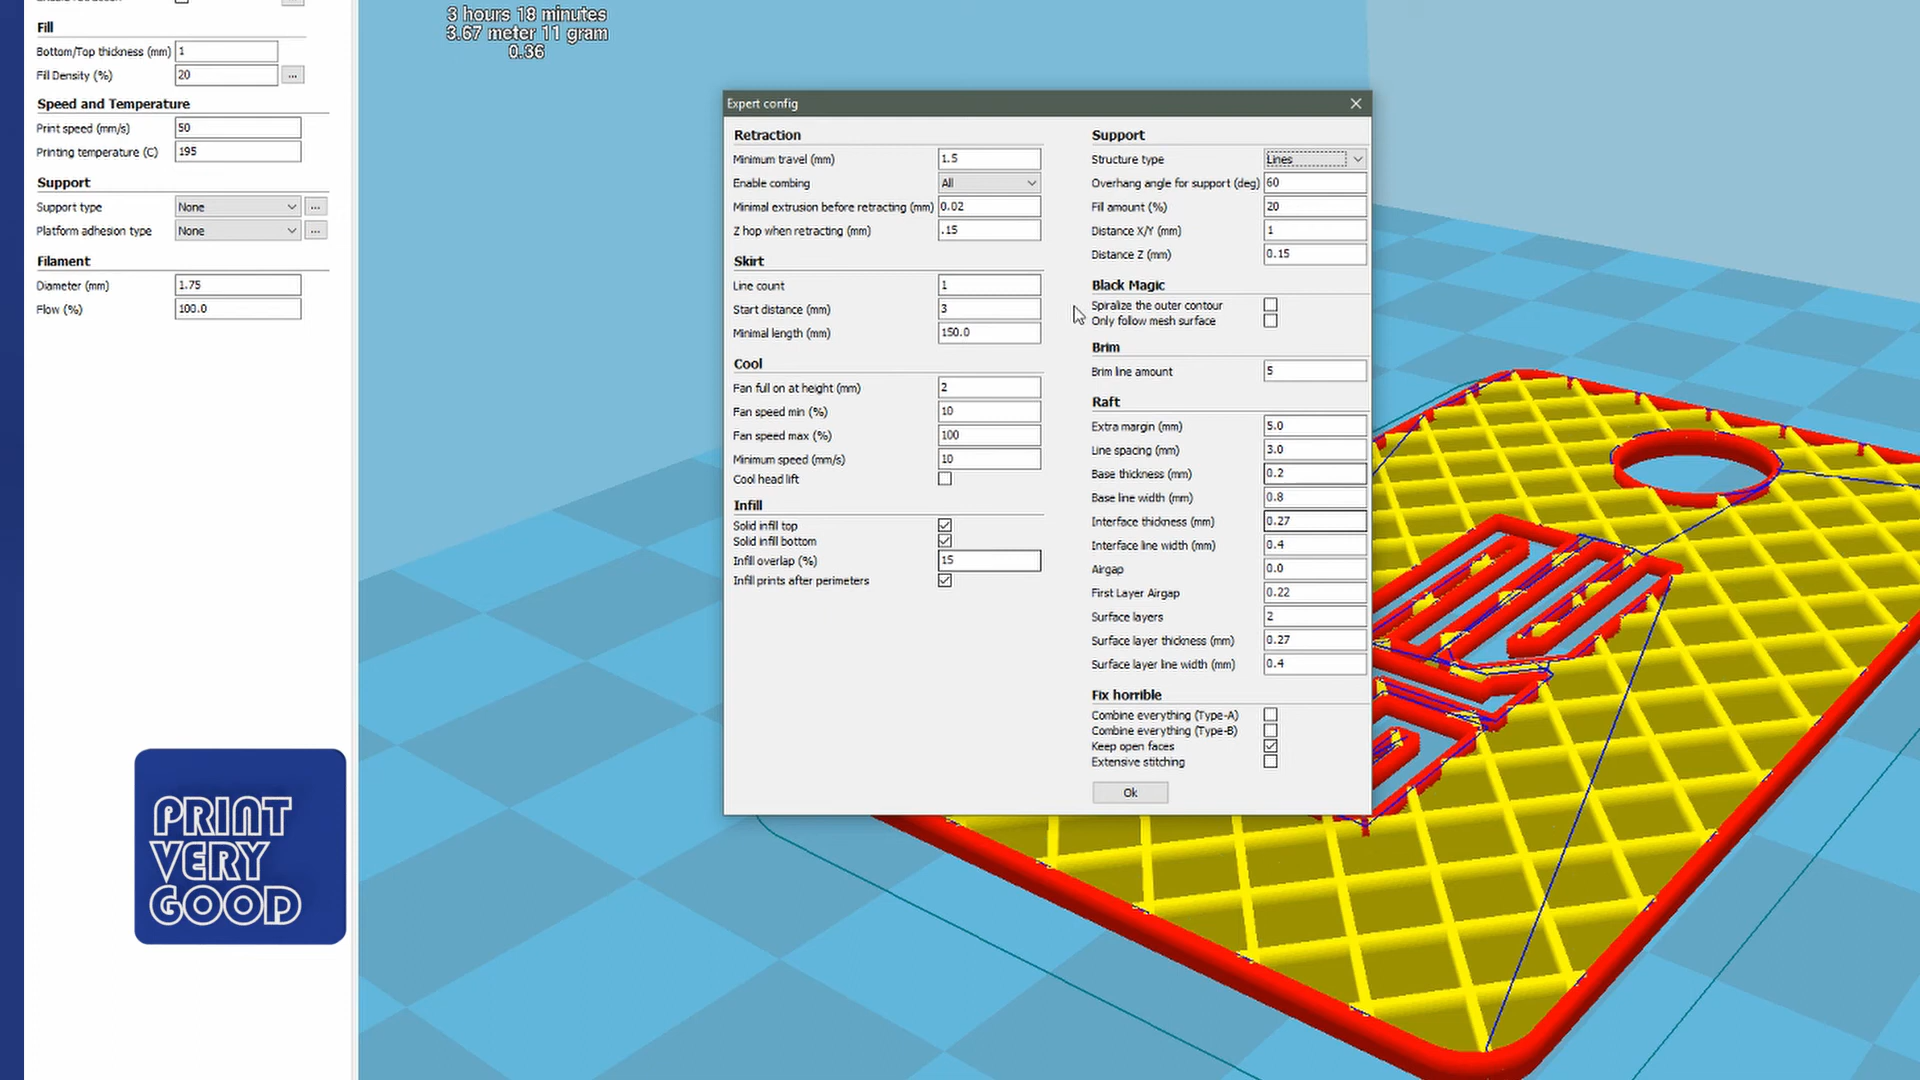 3 hours 18 minutes
3.67 meter 11 gram
0.36
Fill
Bottom/Top thickness (mm) 1
Fill Density (%) 20 ...
Speed and Temperature
Print speed (mm/s) 50
Printing temperature (C) 195
Support
Support type None ...
Platform adhesion type None ...
Filament
Diameter (mm) 1.75
Flow (%) 100.0
PRINT
VERY
GOOD
Expert config
Retraction
Minimum travel (mm) 1.5
Enable combing All
Minimal extrusion before retracting (mm) 0.02
Z hop when retracting (mm) .15
Skirt
Line count 1
Start distance (mm) 3
Minimal length (mm) 150.0
Cool
Fan full on at height (mm) 2
Fan speed min (%) 10
Fan speed max (%) 100
Minimum speed (mm/s) 10
Cool head lift
Infill
Solid infill top
Solid infill bottom
Infill overlap (%) 15
Infill prints after perimeters
Support
Structure type Lines
Overhang angle for support (deg) 60
Fill amount (%) 20
Distance X/Y (mm) 1
Distance Z (mm) 0.15
Black Magic
Spiralize the outer contour
Only follow mesh surface
Brim
Brim line amount 5
Raft
Extra margin (mm) 5.0
Line spacing (mm) 3.0
Base thickness (mm) 0.2
Base line width (mm) 0.8
Interface thickness (mm) 0.27
Interface line width (mm) 0.4
Airgap 0.0
First Layer Airgap 0.22
Surface layers 2
Surface layer thickness (mm) 0.27
Surface layer line width (mm) 0.4
Fix horrible
Combine everything (Type-A)
Combine everything (Type-B)
Keep open faces
Extensive stitching
Ok